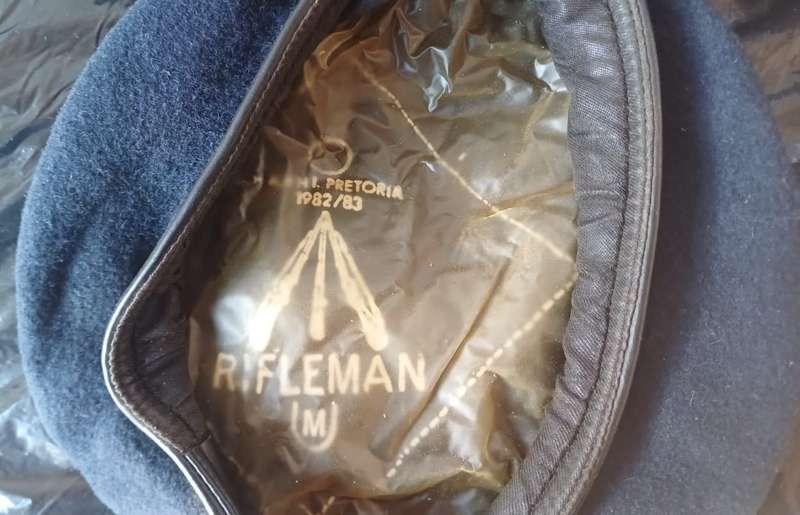 PRETORIA
1982/83
RIFLEMAN
M